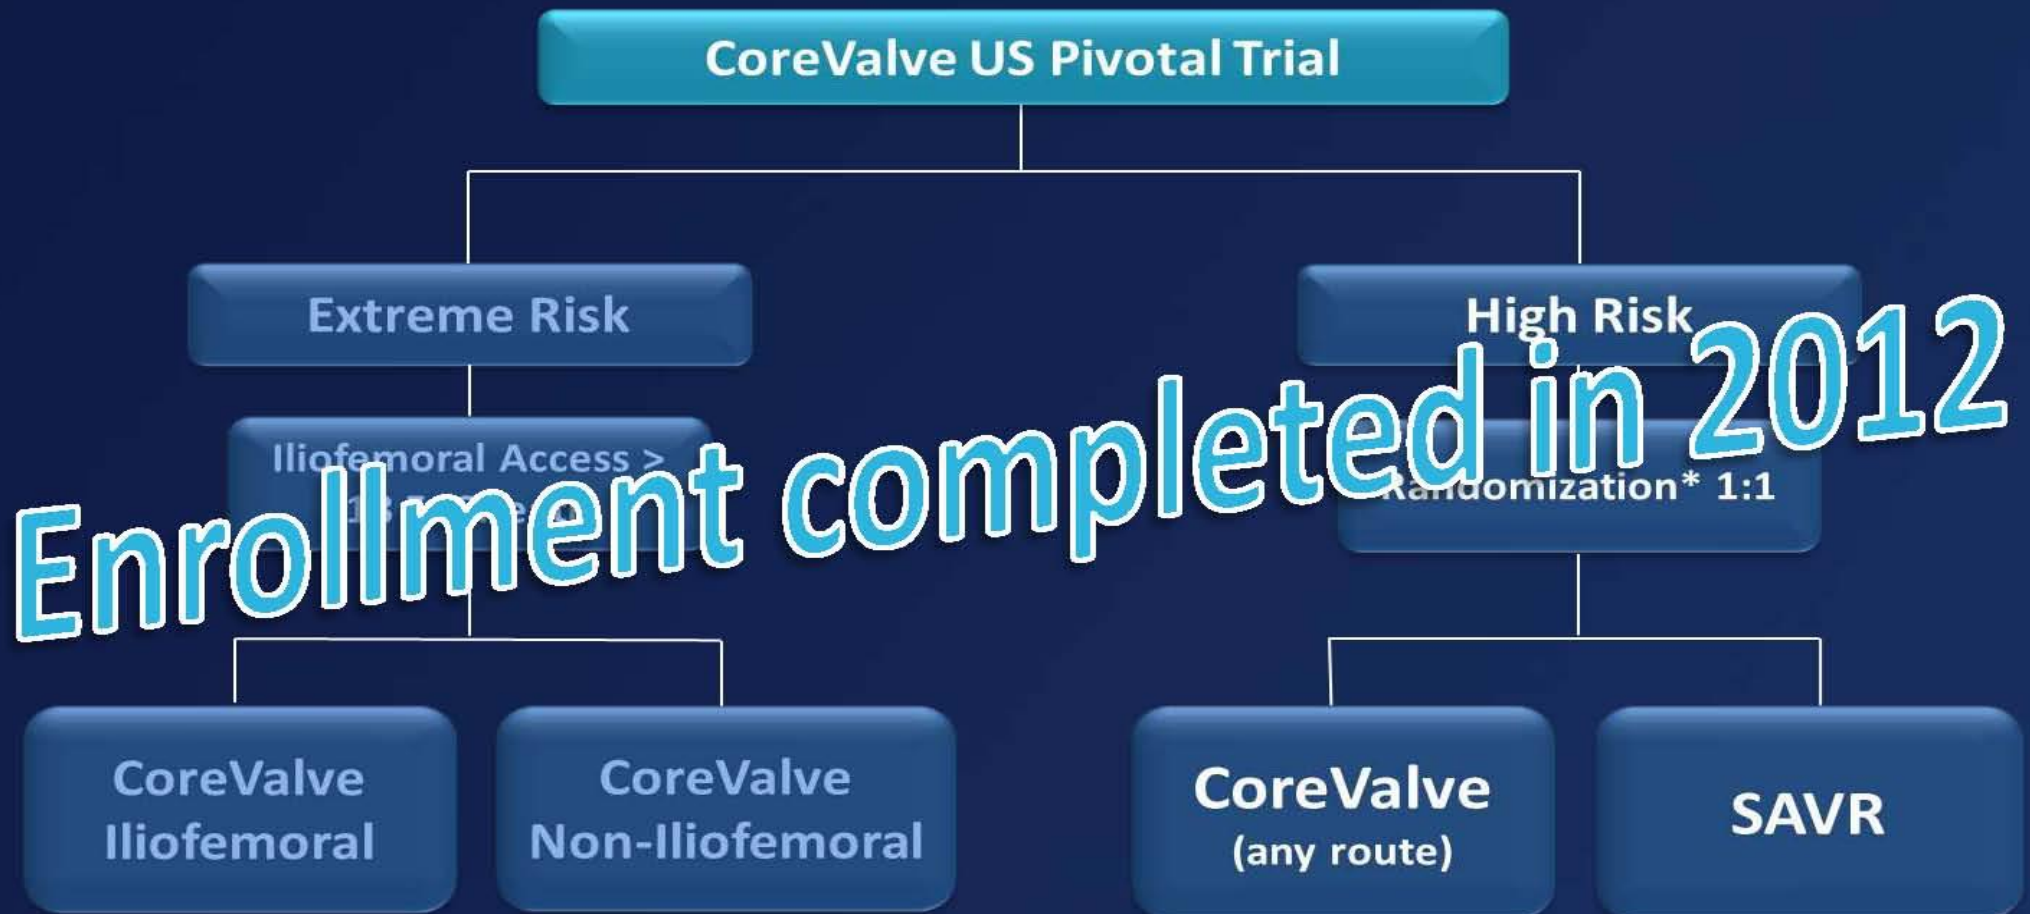 CoreValve US Pivotal Trial
Extreme Risk
High Risk
Iliofemoral Access >
Randomization* 1:1
Enrollment completed in 2012
CoreValve
Iliofemoral
CoreValve
Non-Iliofemoral
CoreValve
(any route)
SAVR